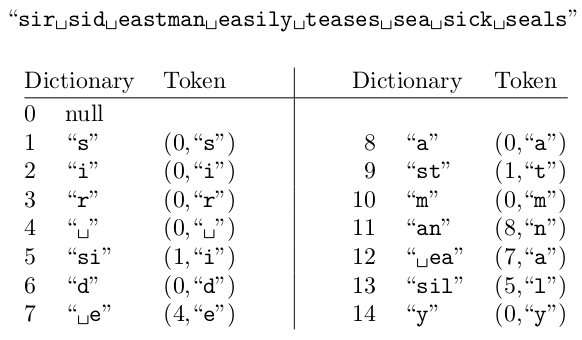 “sir␣sid␣eastman␣easily␣teases␣sea␣sick␣seals”
Dictionary Token Dictionary Token
0 null
1 “s” (0,“s”) 8 “a” (0,“a”)
2 “i” (0,“i”) 9 “st” (1,“t”)
3 “r” (0,“r”) 10 “m” (0,“m”)
4 “␣” (0,“␣”) 11 “an” (8,“n”)
5 “si” (1,“i”) 12 “␣ea” (7,“a”)
6 “d” (0,“d”) 13 “sil” (5,“l”)
7 “␣e” (4,“e”) 14 “y” (0,“y”)